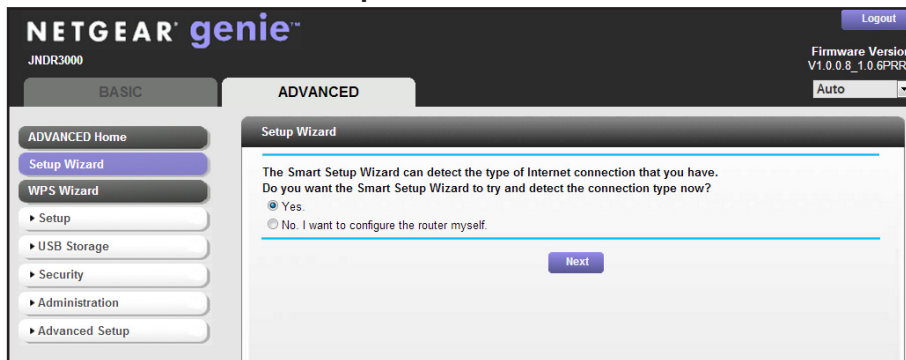 NETGEAR® genie™
Logout
JNDR3000
Firmware Version
V1.0.0.8_1.0.6PRR
BASIC
ADVANCED
Auto
ADVANCED Home
Setup Wizard
WPS Wizard
Setup
USB Storage
Security
Administration
Advanced Setup
Setup Wizard
The Smart Setup Wizard can detect the type of Internet connection that you have.
Do you want the Smart Setup Wizard to try and detect the connection type now?
Yes.
No. I want to configure the router myself.
Next